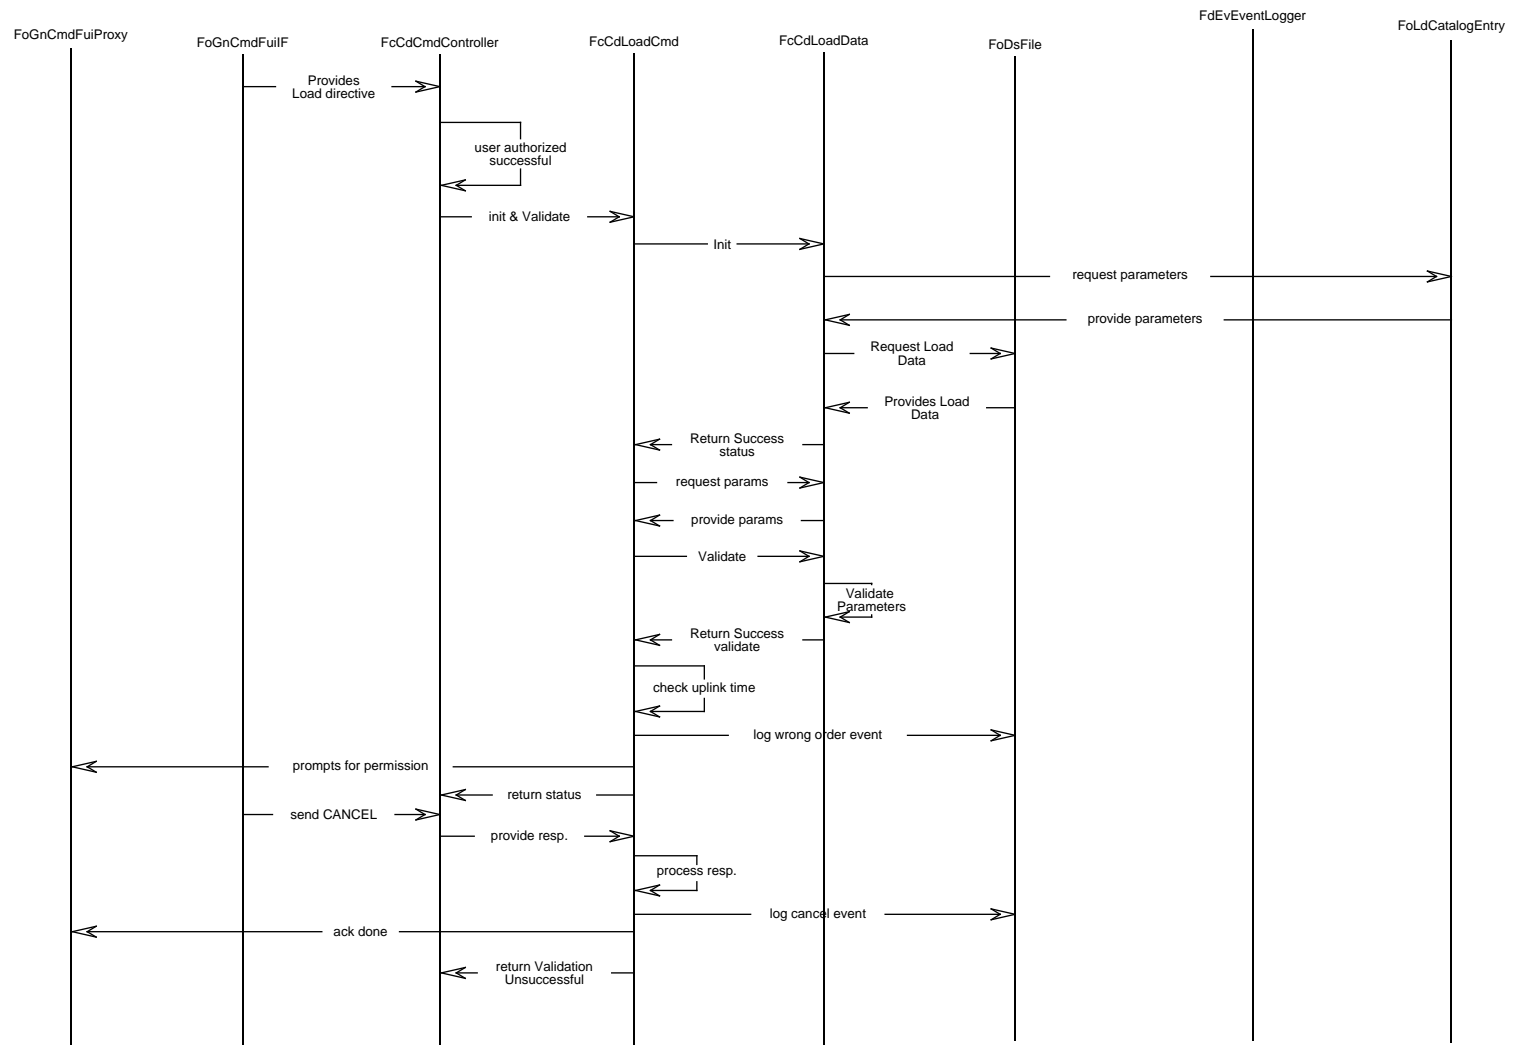 FoGnCmdFuiProxy
FoGnCmdFuiIF
FcCdCmdController
FcCdLoadCmd
FcCdLoadData
FoDsFile
FdEvEventLogger
FoLdCatalogEntry
Provides
Load directive
user authorized
successful
init & Validate
Init
request parameters
provide parameters
Request Load
Data
Provides Load
Data
Return Success
status
request params
provide params
Validate
Validate
Parameters
Return Success
validate
check uplink time
log wrong order event
prompts for permission
return status
send CANCEL
provide resp.
process resp.
log cancel event
ack done
return Validation
Unsuccessful